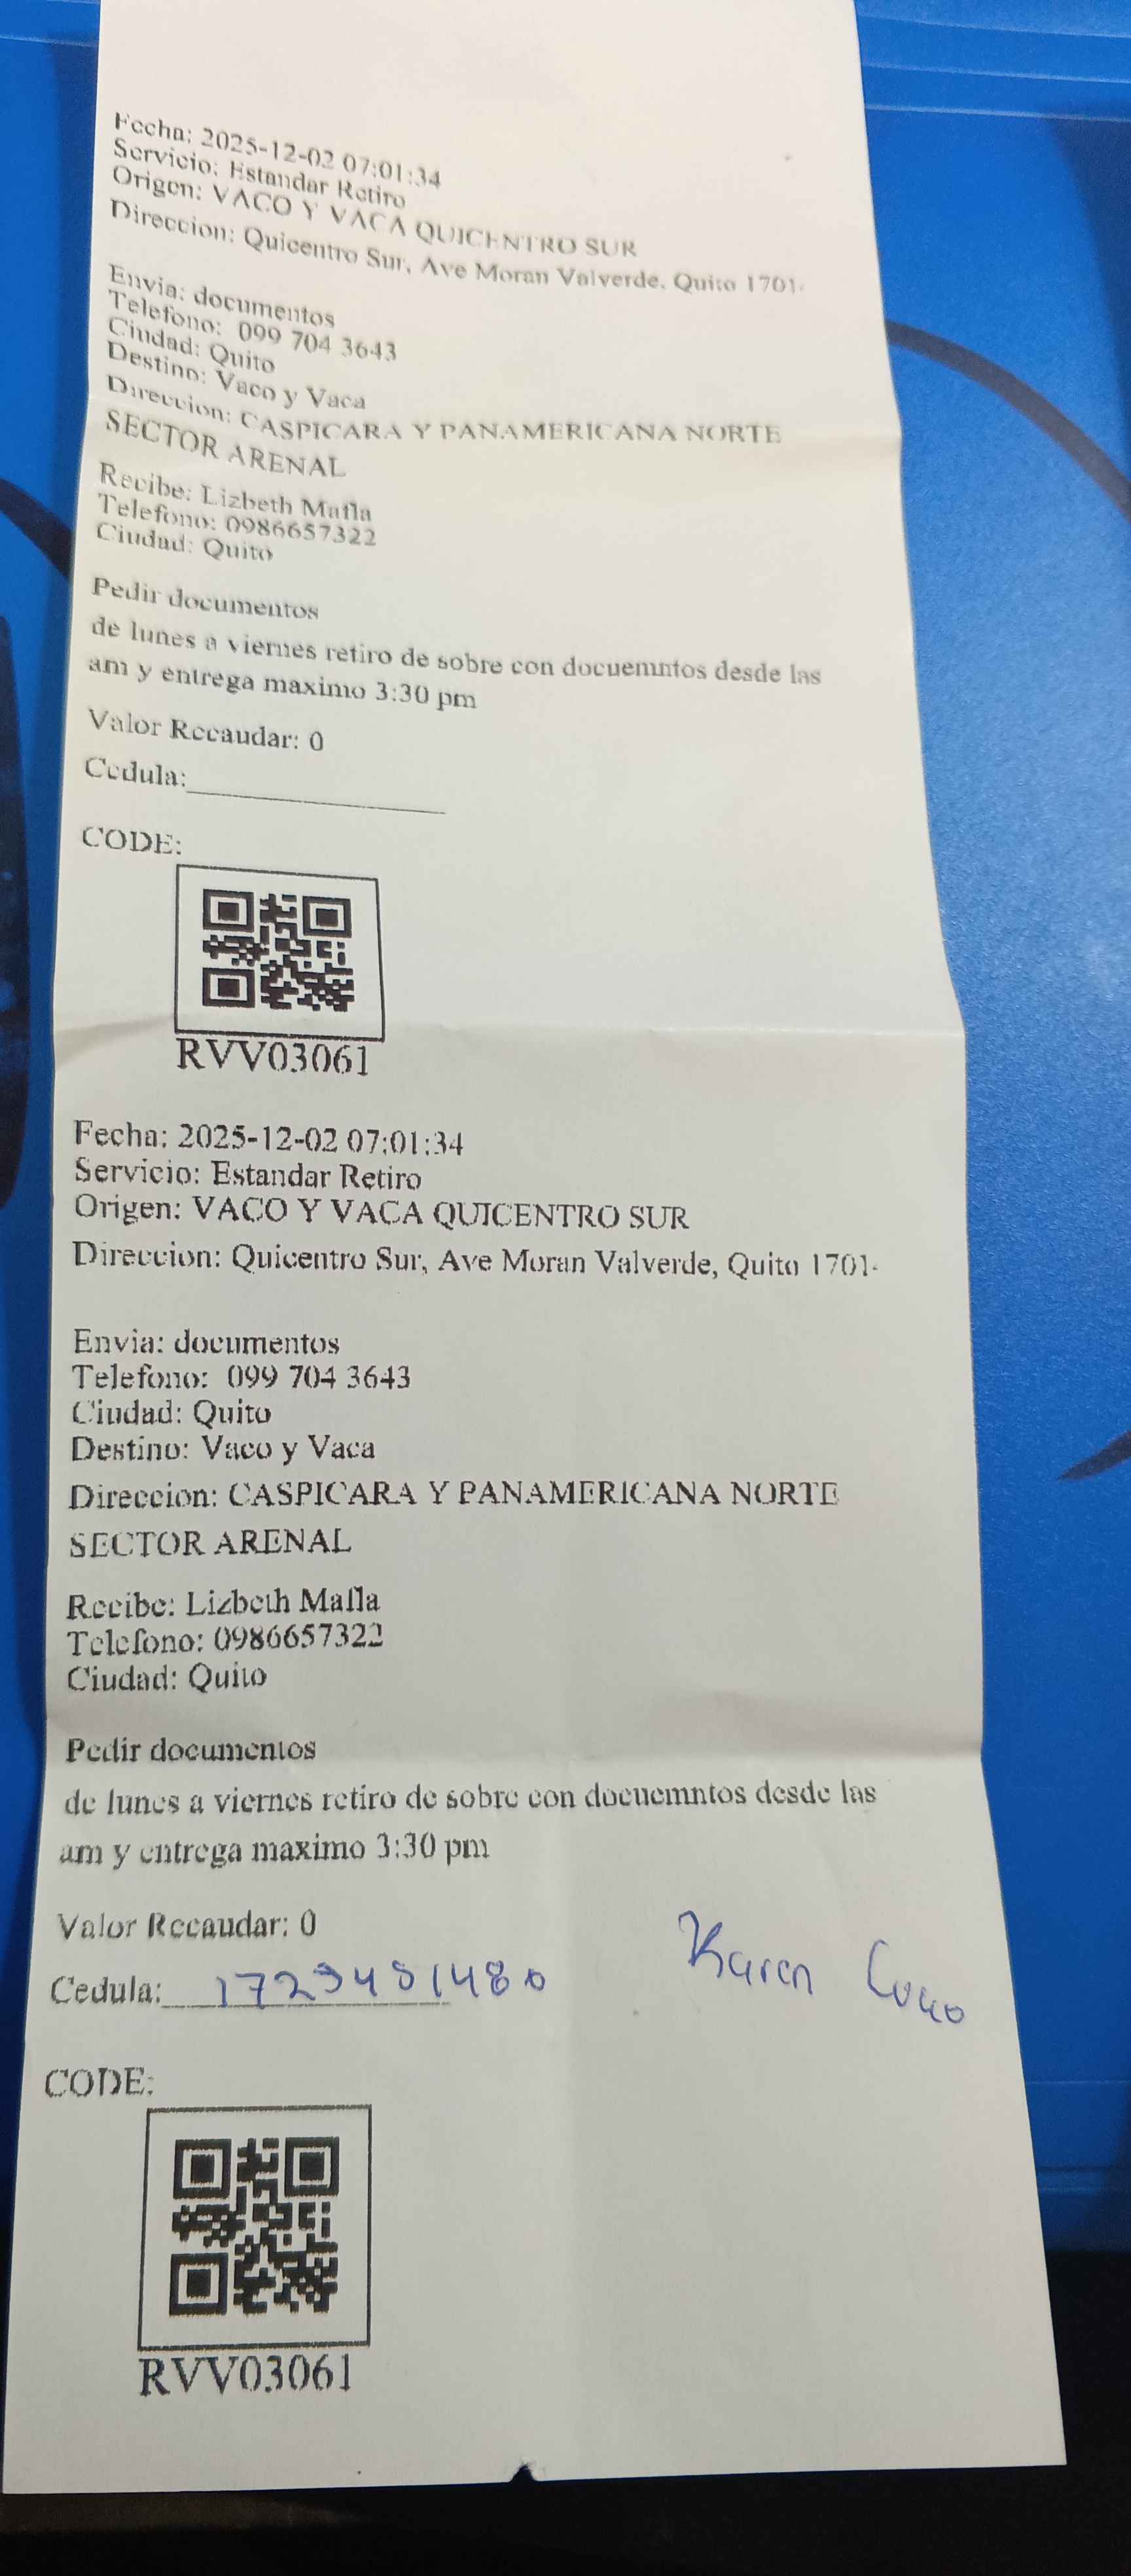 Fecha: 2025-12-02 07:01:34
Servicio: Estandar Retiro
Origen: VACO Y VACA QUICENTRO SUR
Direccion: Quicentro Sur, Ave Moran Valverde, Quito 1701
Envia: documentos
Telefono: 099 704 3643
Ciudad: Quito
Destino: Vaco y Vaca
Direccion: CASPICARA Y PANAMERICANA NORTE
SECTOR ARENAL
Recibe: Lizbeth Mafla
Telefono: 0986657322
Ciudad: Quito
Pedir documentos
de lunes a viernes retiro de sobre con docuemntos desde las
am y entrega maximo 3:30 pm
Valor Recaudar: 0
Cedula:
CODE:
RVV03061
Fecha: 2025-12-02 07:01:34
Servicio: Estandar Retiro
Origen: VACO Y VACA QUICENTRO SUR
Direccion: Quicentro Sur, Ave Moran Valverde, Quito 1701
Envia: documentos
Telefono: 099 704 3643
Ciudad: Quito
Destino: Vaco y Vaca
Direccion: CASPICARA Y PANAMERICANA NORTE
SECTOR ARENAL
Recibe: Lizbeth Mafla
Telefono: 0986657322
Ciudad: Quito
Pedir documentos
de lunes a viernes retiro de sobre con docuemntos desde las
am y entrega maximo 3:30 pm
Valor Recaudar: 0
Karen
Cedula:
CODE:
RVV03061